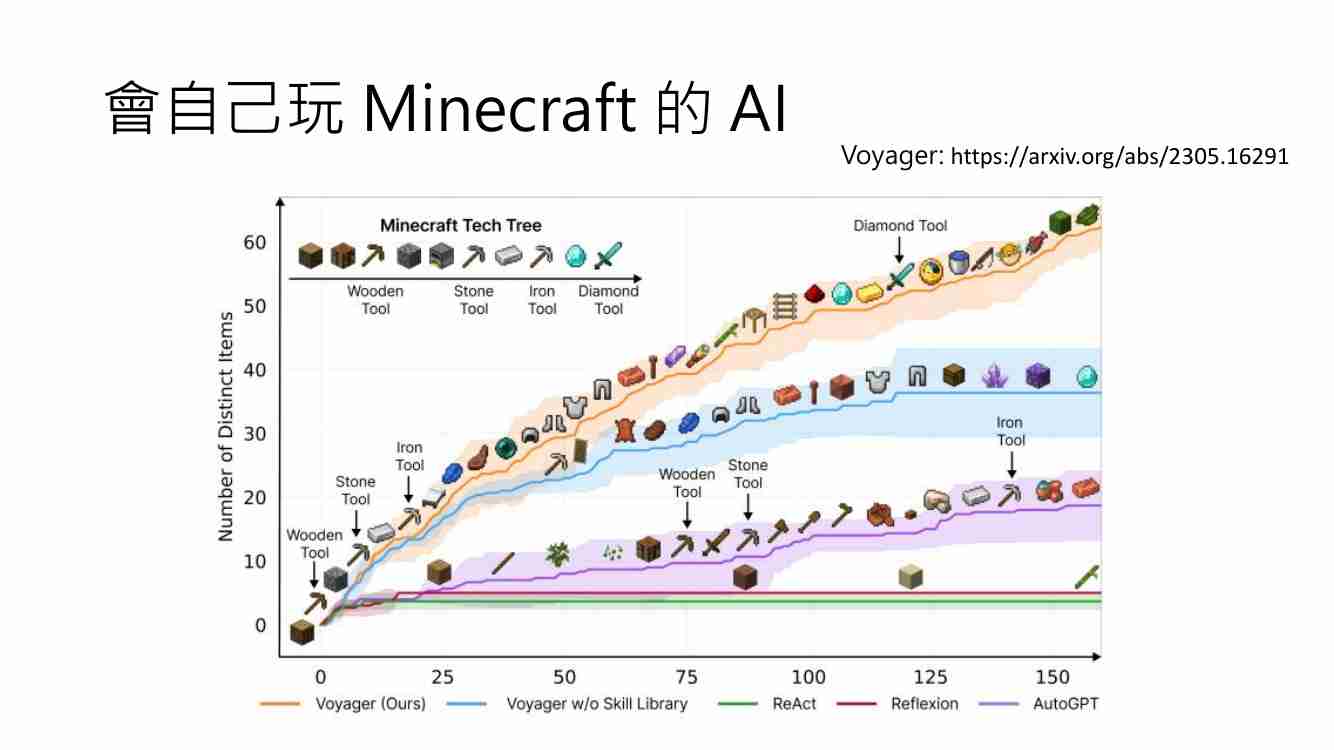 會自己玩 Minecraft 的 AI
Voyager: https://arxiv.org/abs/2305.16291
Minecraft Tech Tree
Wooden Tool
Stone Tool
Iron Tool
Diamond Tool
Diamond Tool
Iron Tool
Stone Tool
Wooden Tool
Wooden Tool
Stone Tool
Iron Tool
Number of Distinct Items
60
50
40
30
20
10
0
0 25 50 75 100 125 150
Voyager (Ours) Voyager w/o Skill Library ReAct Reflexion AutoGPT